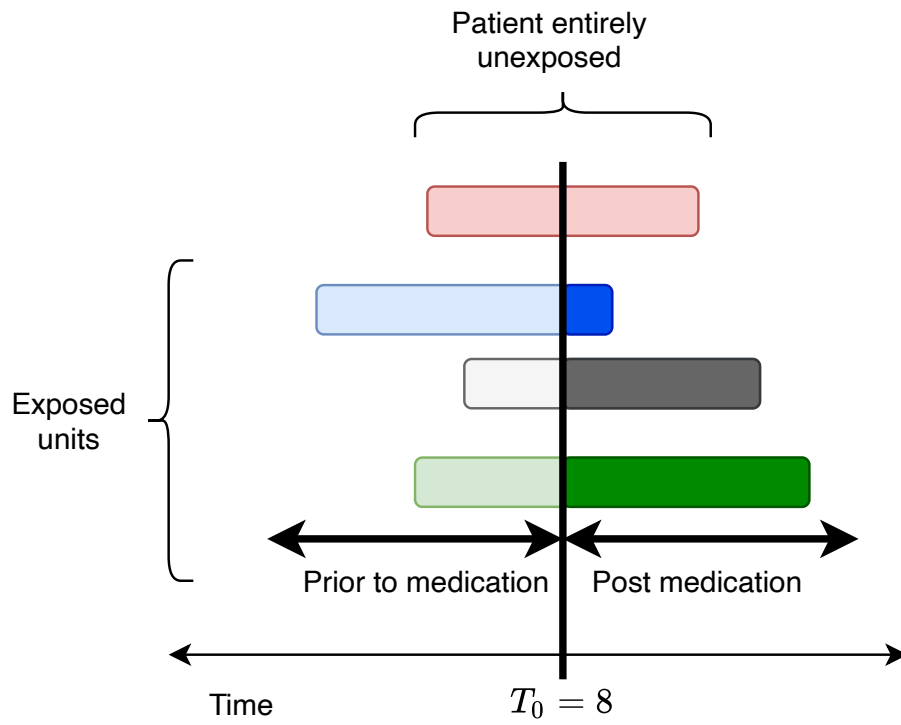 Patient entirely
unexposed
Exposed
units
Prior to medication
Post medication
Time
T₀ = 8